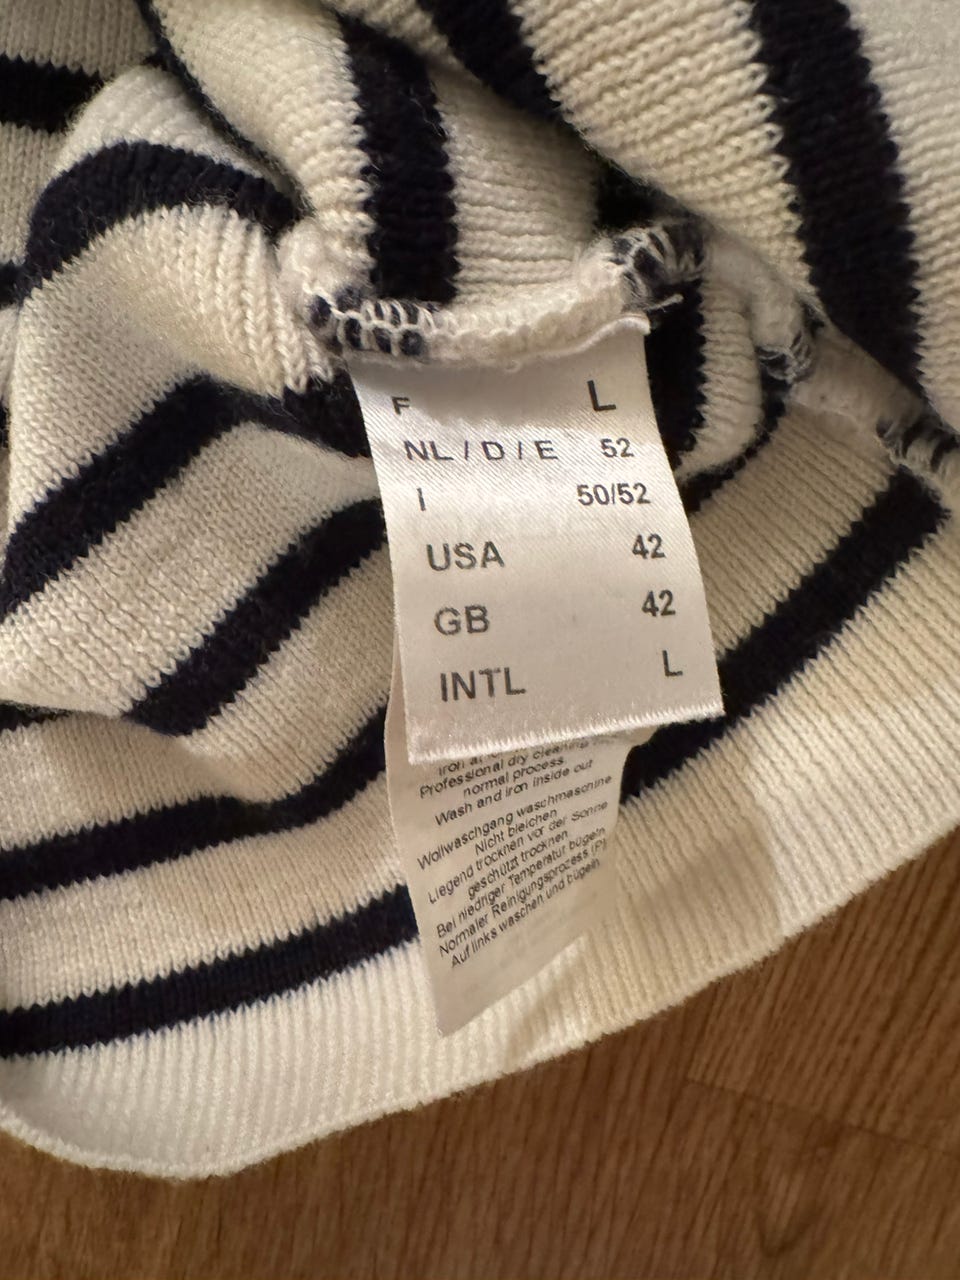 F L
NL / D / E 52
I 50/52
USA 42
GB 42
INTL L
Iron at
Professional dry cleaning
normal process
Wash and iron inside out
Wollwaschgang waschmaschine
Nicht bleichen
Liegend trocknen vor der Sonne
geschützt trocknen
Bei niedriger Temperatur bügeln
Normaler Reinigungsprozess (P)
Auf links waschen und bügeln